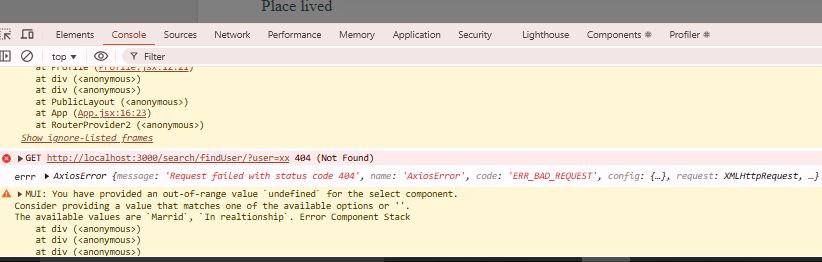 Place lived
Elements Console Sources Network Performance Memory Application Security Lighthouse Components Profiler
top Filter
at Profile (Profile.jsx:12:21)
at div (<anonymous>)
at div (<anonymous>)
at PublicLayout (<anonymous>)
at App (App.jsx:16:23)
at RouterProvider2 (<anonymous>)
Show ignore-listed frames
GET http://localhost:3000/search/findUser/?user=xx 404 (Not Found)
errr AxiosError {message: 'Request failed with status code 404', name: 'AxiosError', code: 'ERR_BAD_REQUEST', config: {…}, request: XMLHttpRequest, …}
MUI: You have provided an out-of-range value `undefined` for the select component.
Consider providing a value that matches one of the available options or ''.
The available values are `Marrid`, `In realtionship`. Error Component Stack
at div (<anonymous>)
at div (<anonymous>)
at div (<anonymous>)